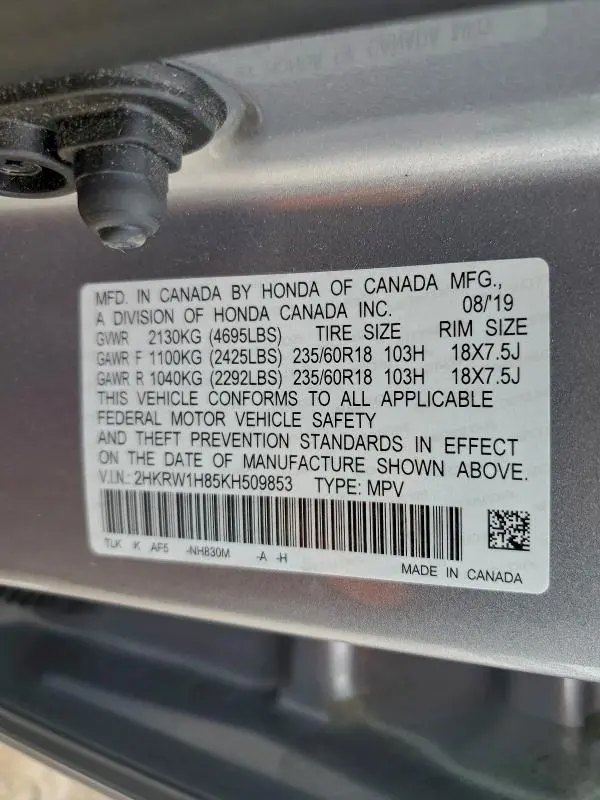 MFD. IN CANADA BY HONDA OF CANADA MFG.,
A DIVISION OF HONDA CANADA INC. 08/'19
GVWR 2130KG (4695LBS) TIRE SIZE RIM SIZE
GAWR F 1100KG (2425LBS) 235/60R18 103H 18X7.5J
GAWR R 1040KG (2292LBS) 235/60R18 103H 18X7.5J
THIS VEHICLE CONFORMS TO ALL APPLICABLE
FEDERAL MOTOR VEHICLE SAFETY
AND THEFT PREVENTION STANDARDS IN EFFECT
ON THE DATE OF MANUFACTURE SHOWN ABOVE.
V.I.N.: 2HKRW1H85KH509853 TYPE: MPV
TLK K AF5 -NH830M -A -H
MADE IN CANADA